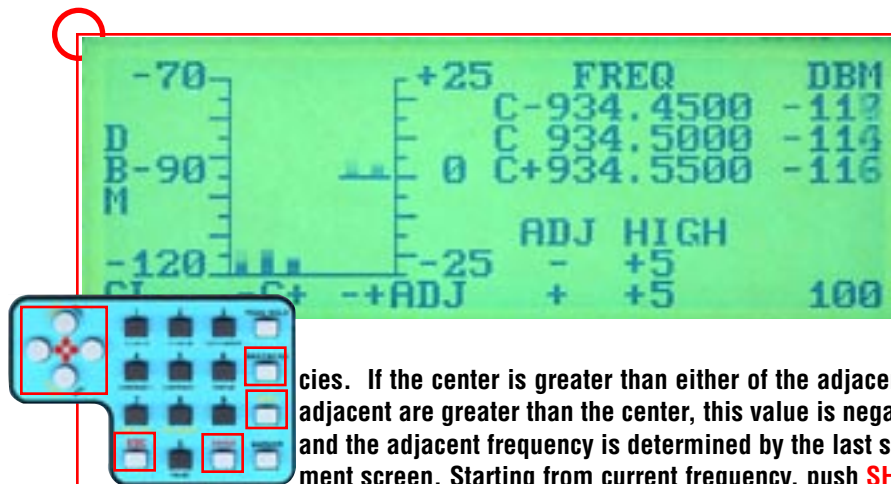 -70 +25 FREQ DBM
C-934.4500
D C 934.5000 -114
B-90 0 C+934.5500 -116
M
ADJ HIGH
-120 -25 - +5
-C+ -+ADJ + +5 100
cies. If the center is greater than either of the adjace
adjacent are greater than the center, this value is nega
and the adjacent frequency is determined by the last s
ment screen. Starting from current frequency, push SH